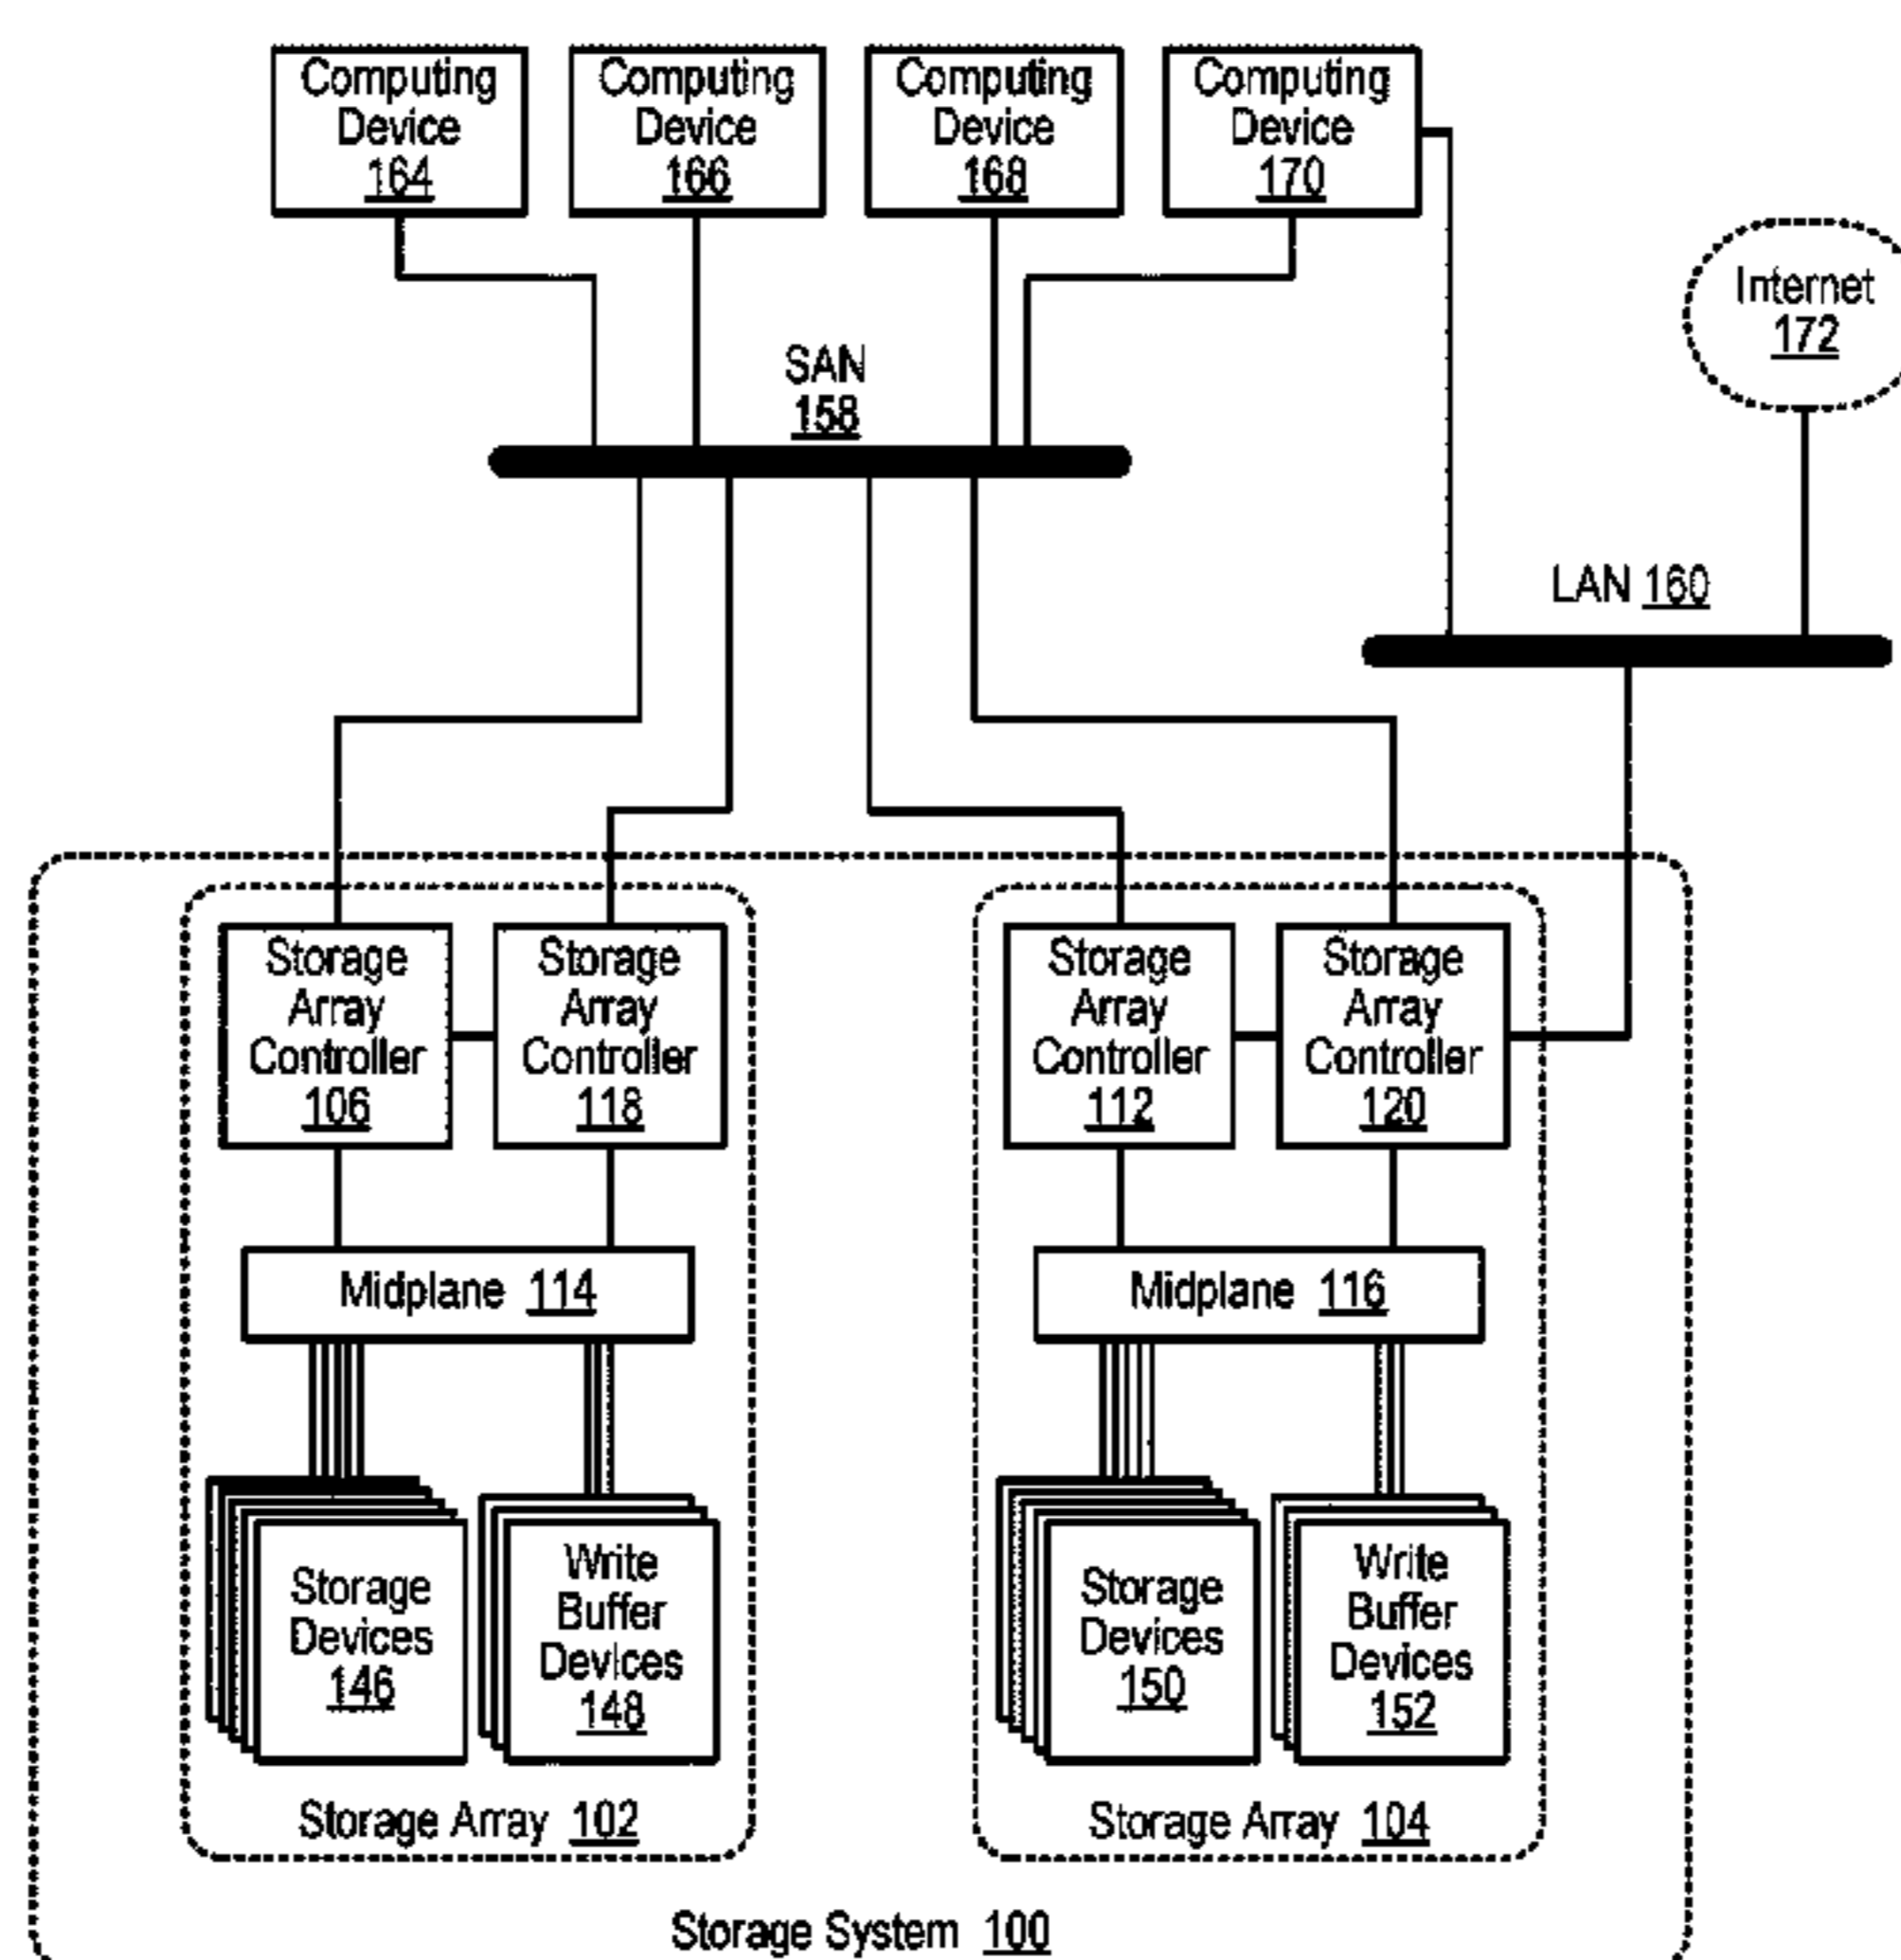 Computing
Device
164
Computing
Device
166
Computing
Device
168
Computing
Device
170
Internet
172
SAN
158
LAN 160
Storage
Array
Controller
106
Storage
Array
Controller
118
Storage
Array
Controller
112
Storage
Array
Controller
120
Midplane 114
Midplane 116
Storage
Devices
146
Write
Buffer
Devices
148
Storage
Devices
150
Write
Buffer
Devices
152
Storage Array 102
Storage Array 104
Storage System 100